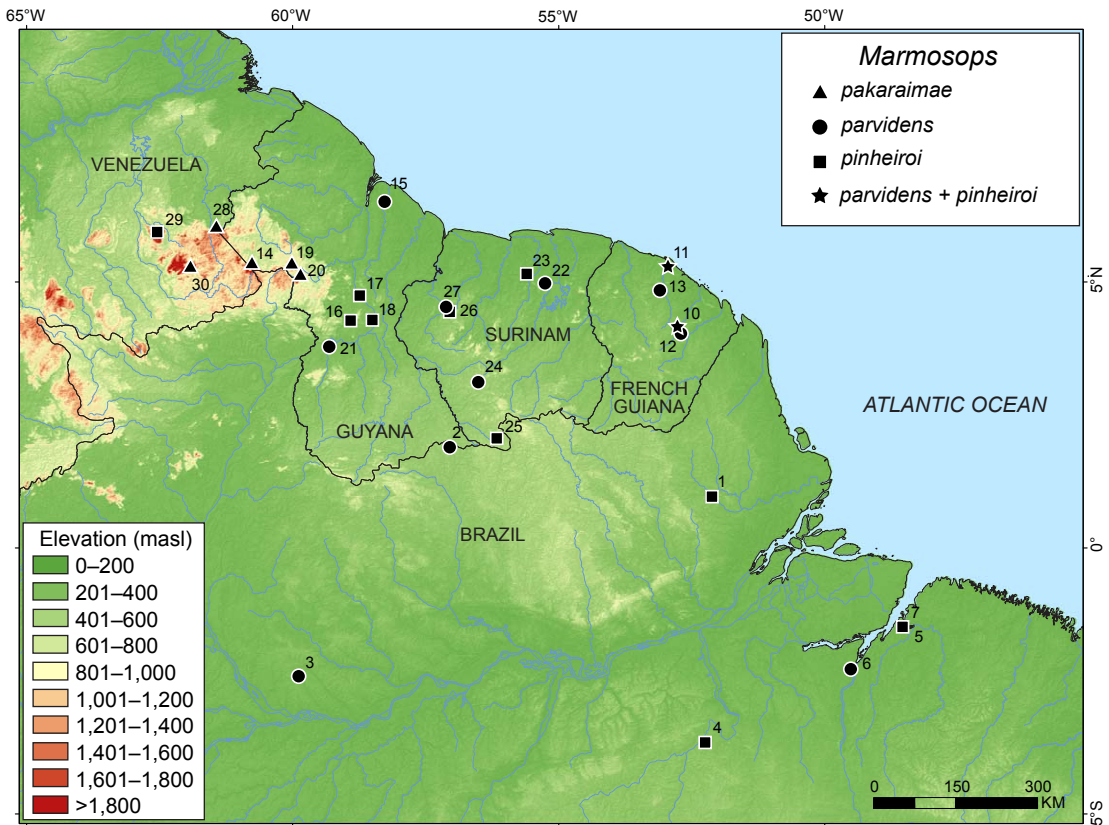 65°W 60°W 55°W 50°W
Marmosops
pakaraimae
parvidens
pinheiroi
parvidens + pinheiroi
VENEZUELA
15
28
29
14
19
11
30
20
23
22
13
5°N
17
27
16
18
26
10
SURINAM
12
21
24
FRENCH
GUIANA
ATLANTIC OCEAN
GUYANA
2
25
1
BRAZIL
Elevation (masl)
0–200
201–400
401–600
601–800
801–1,000
1,001–1,200
1,201–1,400
1,401–1,600
1,601–1,800
>1,800
0°
7
5
3
6
4
0 150 300
KM
5°S